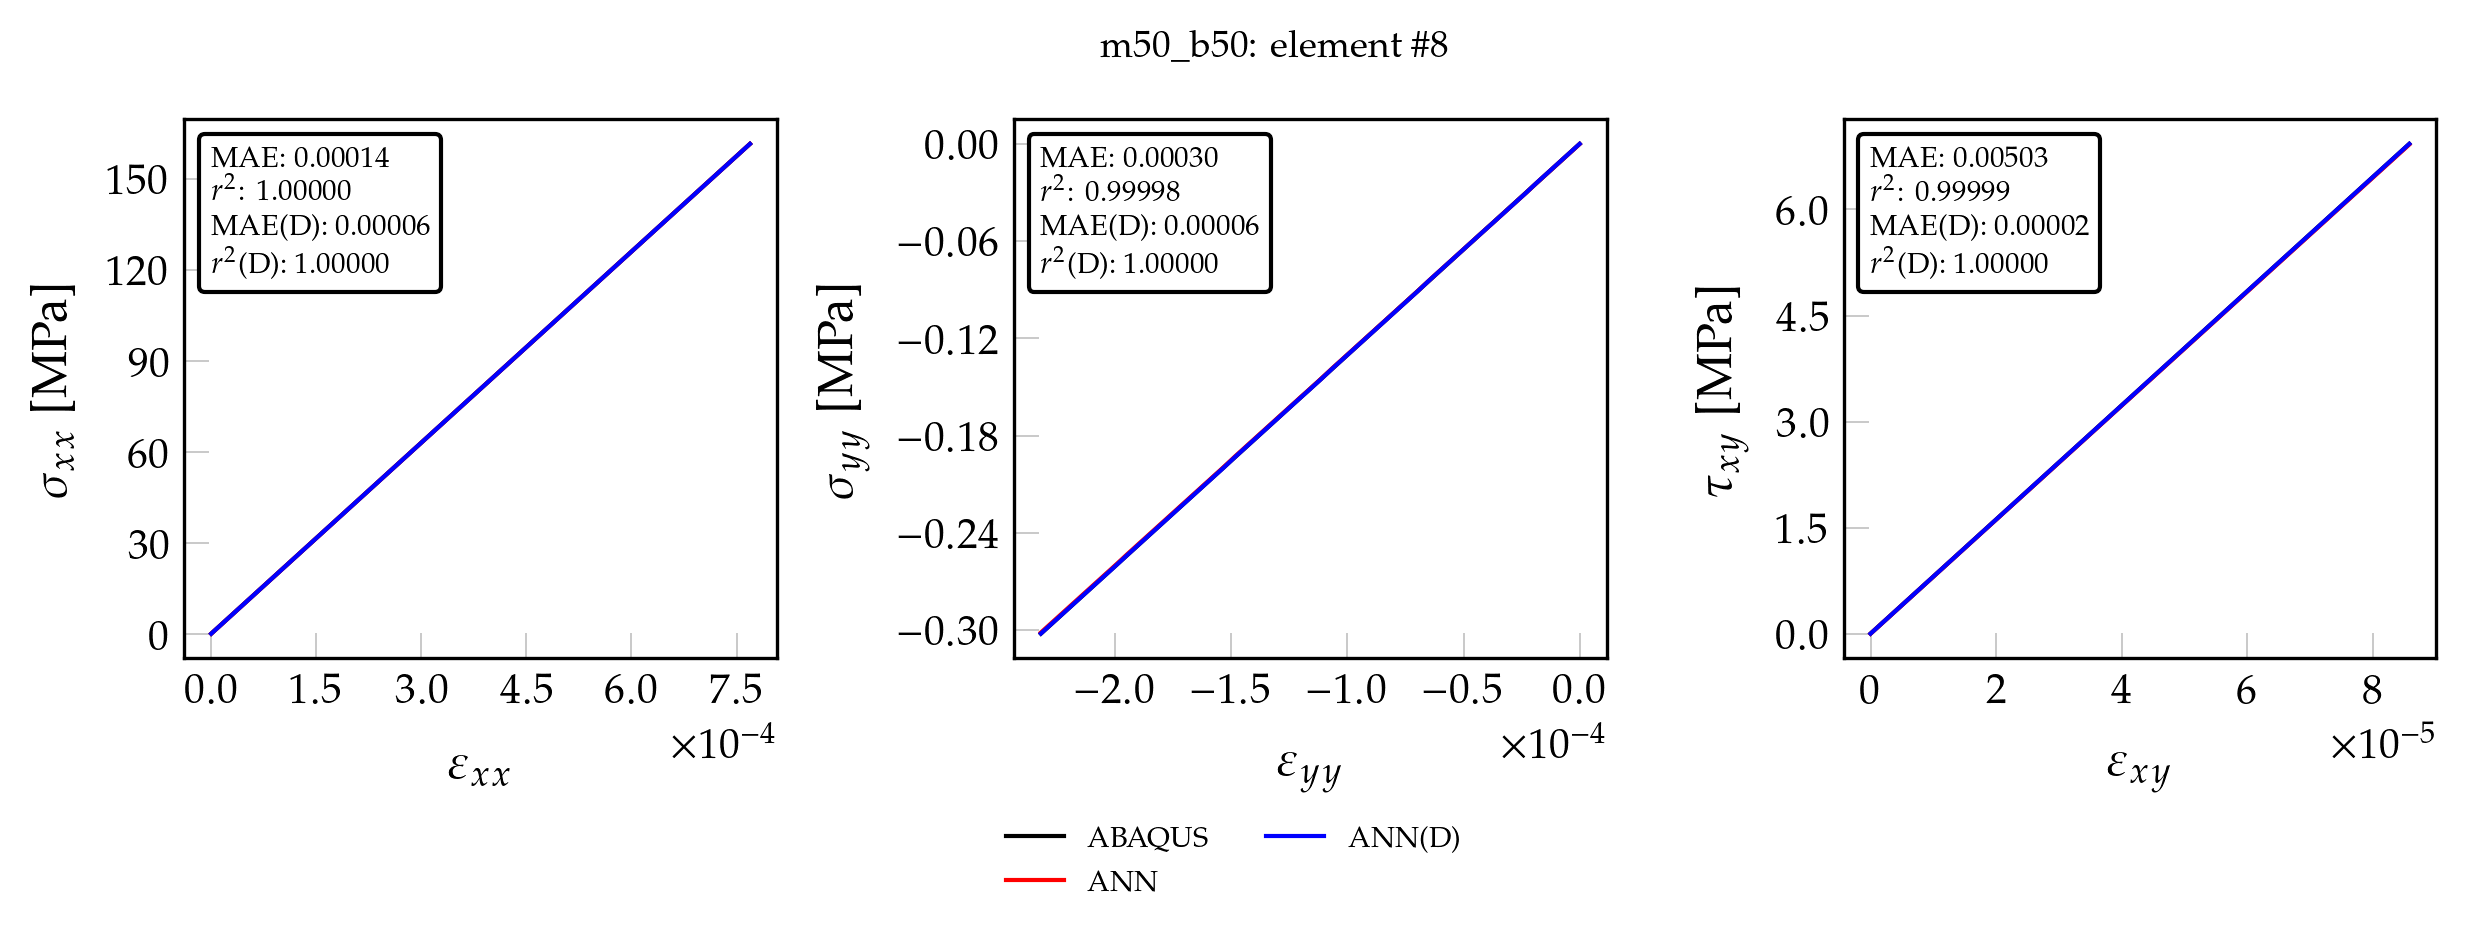 m50_b50: element #8
MAE: 0.00014
r²: 1.00000
MAE(D): 0.00006
r²(D): 1.00000
150
120
90
60
30
0
σxx [MPa]
0.0 1.5 3.0 4.5 6.0 7.5
×10⁻⁴
εxx
MAE: 0.00030
r²: 0.99998
MAE(D): 0.00006
r²(D): 1.00000
0.00
−0.06
−0.12
−0.18
−0.24
−0.30
σyy [MPa]
−2.0 −1.5 −1.0 −0.5 0.0
×10⁻⁴
εyy
MAE: 0.00503
r²: 0.99999
MAE(D): 0.00002
r²(D): 1.00000
6.0
4.5
3.0
1.5
0.0
τxy [MPa]
0 2 4 6 8
×10⁻⁵
εxy
ABAQUS
ANN
ANN(D)